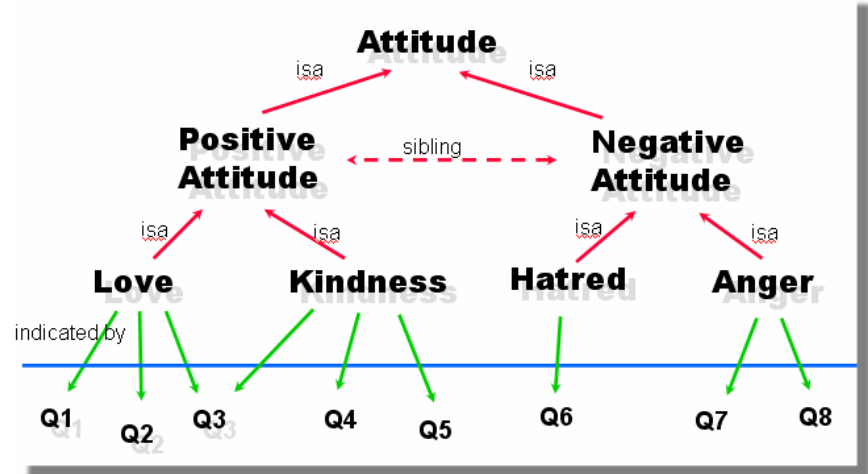 Attitude
isa
isa
Positive
Attitude
sibling
Negative
Attitude
isa
isa
isa
isa
Love
Kindness
Hatred
Anger
indicated by
Q1
Q2
Q3
Q4
Q5
Q6
Q7
Q8